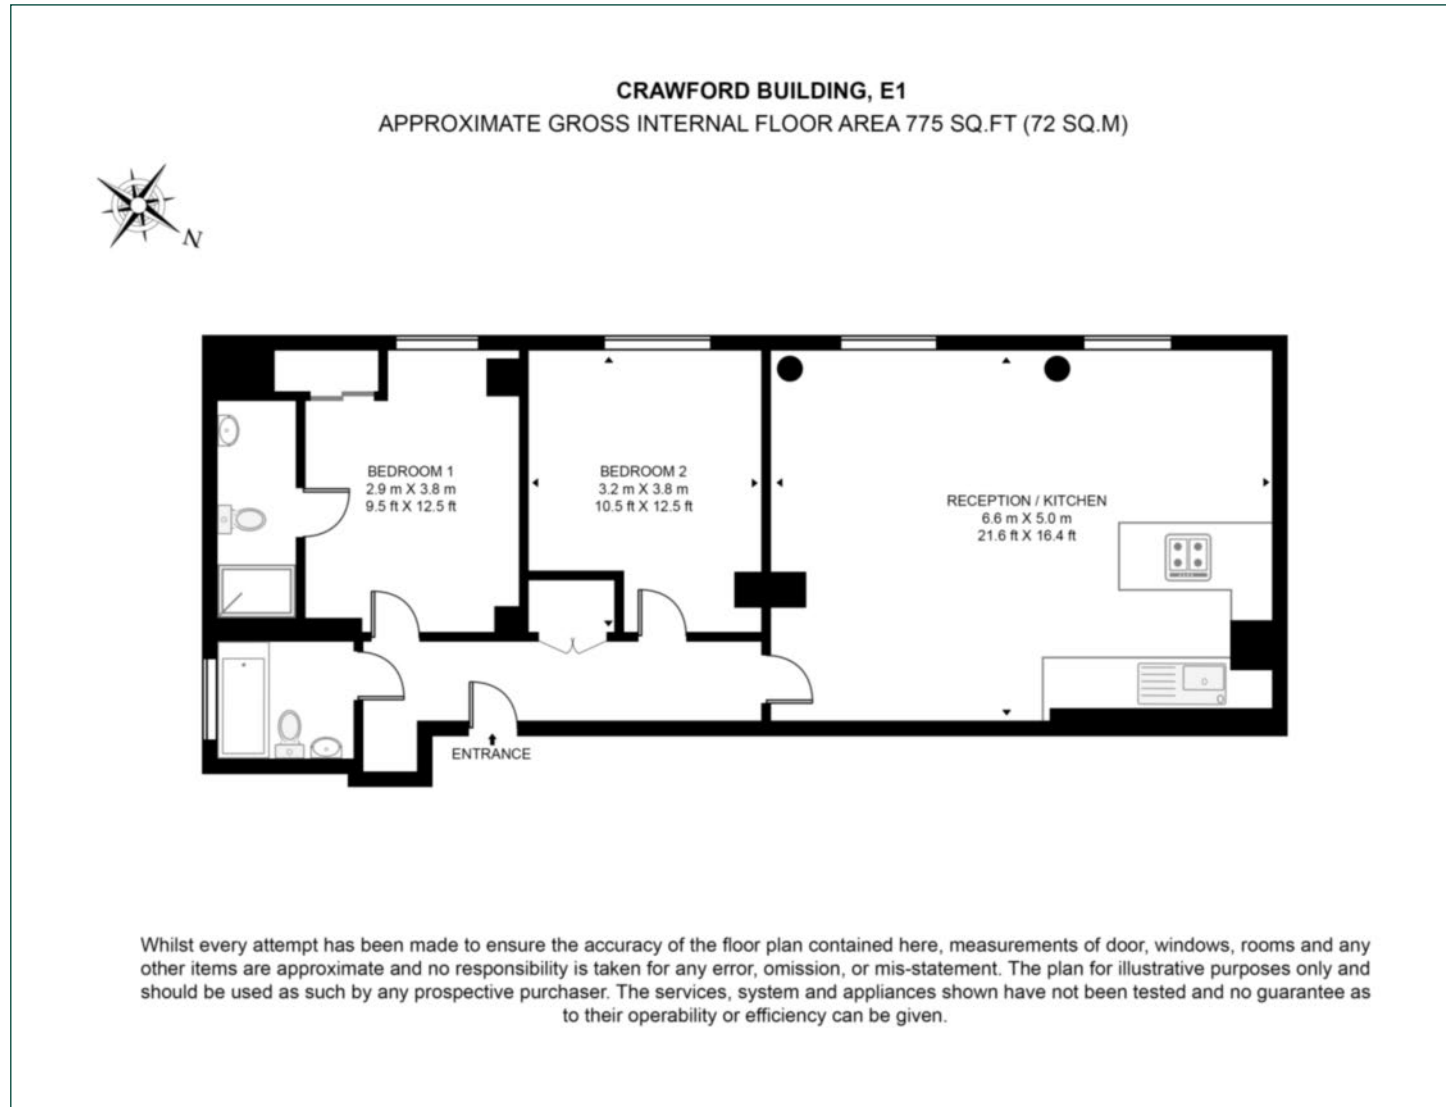 CRAWFORD BUILDING, E1
APPROXIMATE GROSS INTERNAL FLOOR AREA 775 SQ.FT (72 SQ.M)
N
BEDROOM 1
2.9 m X 3.8 m
9.5 ft X 12.5 ft
BEDROOM 2
3.2 m X 3.8 m
10.5 ft X 12.5 ft
RECEPTION / KITCHEN
6.6 m X 5.0 m
21.6 ft X 16.4 ft
ENTRANCE
Whilst every attempt has been made to ensure the accuracy of the floor plan contained here, measurements of door, windows, rooms and any
other items are approximate and no responsibility is taken for any error, omission, or mis-statement. The plan for illustrative purposes only and
should be used as such by any prospective purchaser. The services, system and appliances shown have not been tested and no guarantee as
to their operability or efficiency can be given.